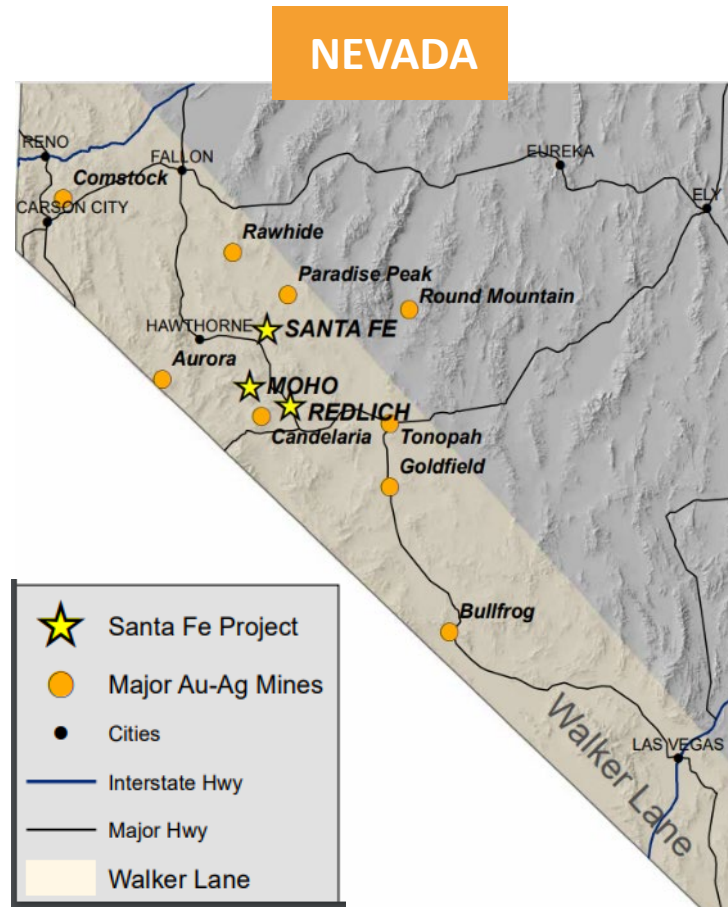 NEVADA
RENO
FALLON
EUREKA
Comstock
ELY
CARSON CITY
Rawhide
Paradise Peak
Round Mountain
HAWTHORNE
SANTA FE
Aurora
MOHO
REDLICH
Candelaria
Tonopah
Goldfield
Bullfrog
Walker Lane
LAS VEGAS
Santa Fe Project
Major Au-Ag Mines
Cities
Interstate Hwy
Major Hwy
Walker Lane